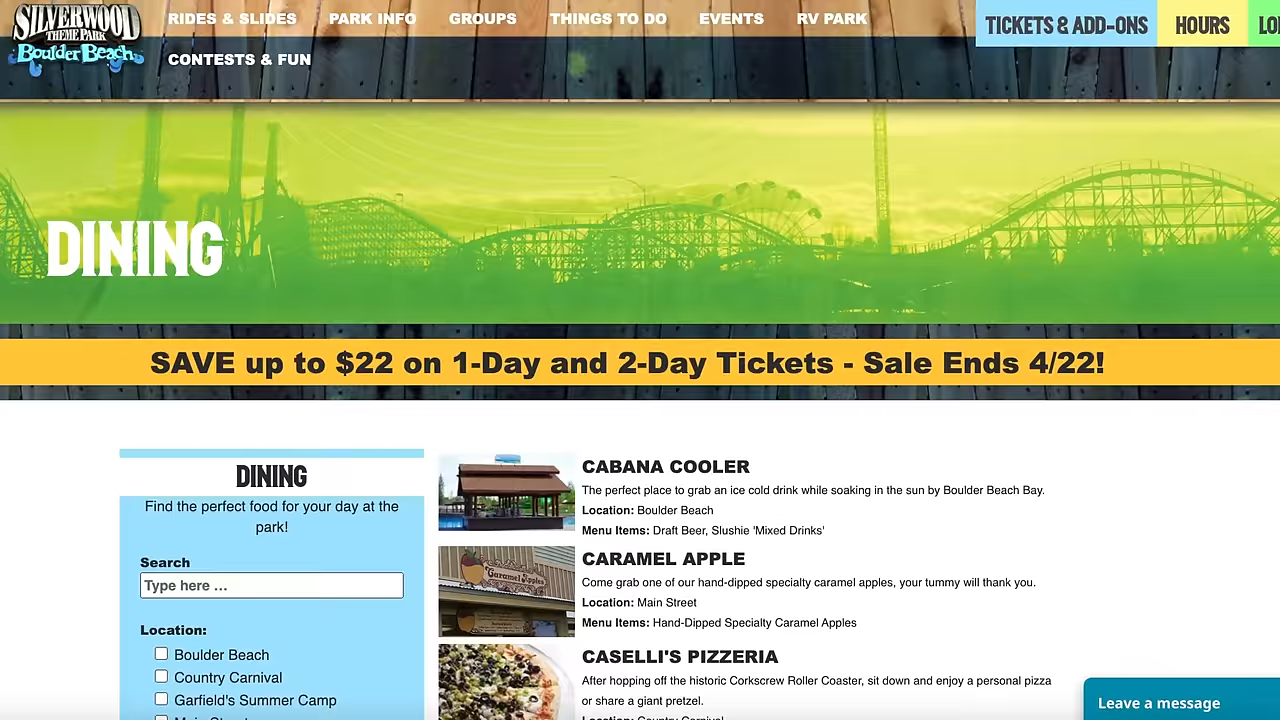 SILVERWOOD
THEME PARK
Boulder Beach
RIDES & SLIDES
PARK INFO
GROUPS
THINGS TO DO
EVENTS
RV PARK
CONTESTS & FUN
TICKETS & ADD-ONS
HOURS
DINING
SAVE up to $22 on 1-Day and 2-Day Tickets - Sale Ends 4/22!
DINING
Find the perfect food for your day at the
park!
Search
Type here ...
Location:
Boulder Beach
Country Carnival
Garfield's Summer Camp
Main Street
CABANA COOLER
The perfect place to grab an ice cold drink while soaking in the sun by Boulder Beach Bay.
Location: Boulder Beach
Menu Items: Draft Beer, Slushie 'Mixed Drinks'
Caramel Apples
CARAMEL APPLE
Come grab one of our hand-dipped specialty caramel apples, your tummy will thank you.
Location: Main Street
Menu Items: Hand-Dipped Specialty Caramel Apples
CASELLI'S PIZZERIA
After hopping off the historic Corkscrew Roller Coaster, sit down and enjoy a personal pizza
or share a giant pretzel.
Location: Country Carnival
Leave a message